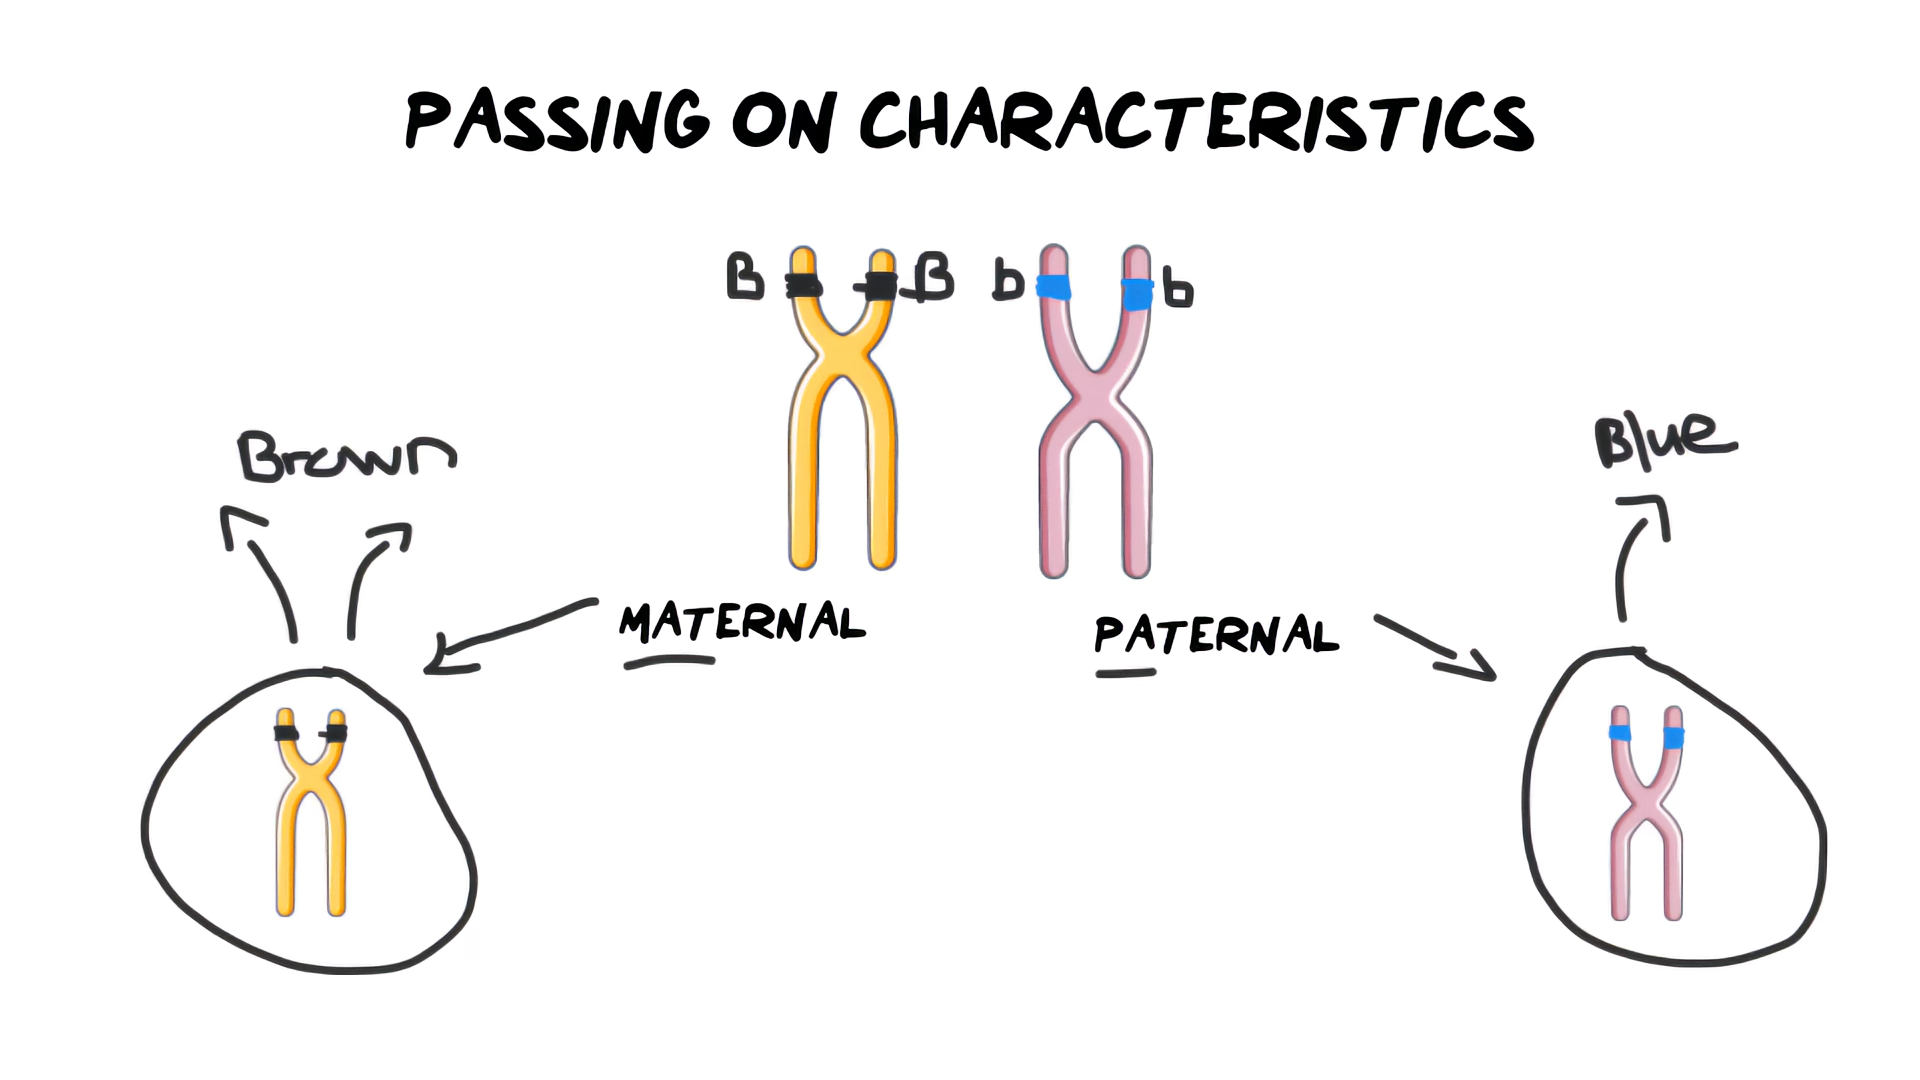 PASSING ON CHARACTERISTICS
B B b b
Brown
Blue
MATERNAL
PATERNAL